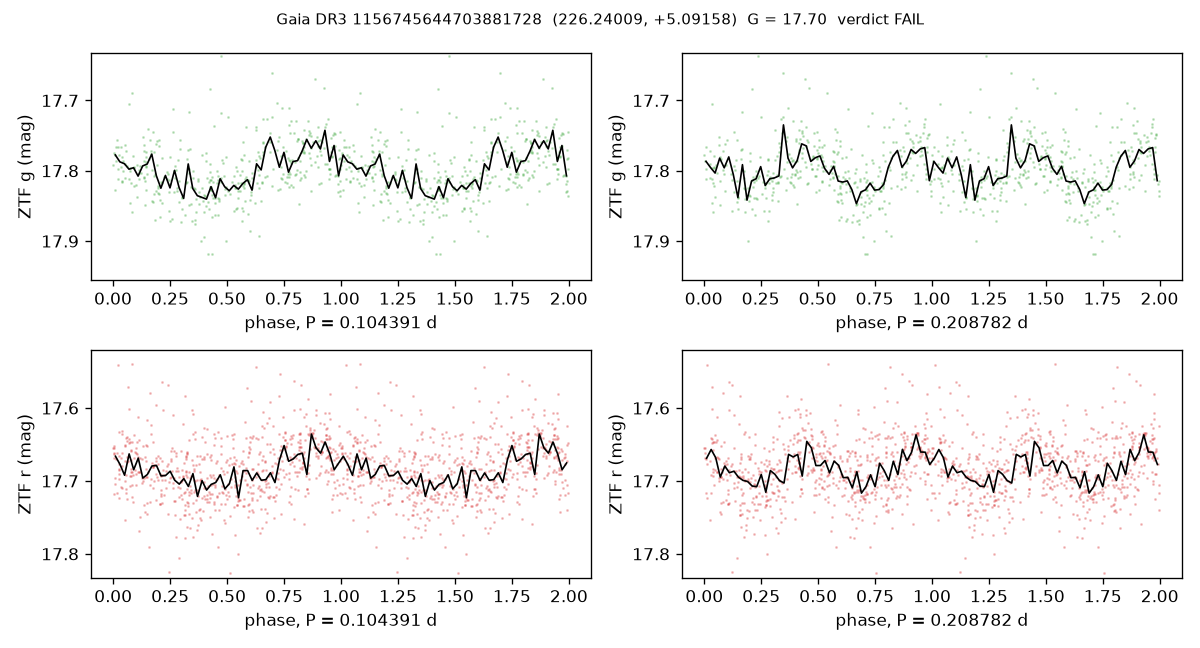 Gaia DR3 1156745644703881728 (226.24009, +5.09158) G = 17.70 verdict FAIL
ZTF g (mag)
17.7
17.8
17.9
0.00 0.25 0.50 0.75 1.00 1.25 1.50 1.75 2.00
phase, P = 0.104391 d
ZTF g (mag)
17.7
17.8
17.9
0.00 0.25 0.50 0.75 1.00 1.25 1.50 1.75 2.00
phase, P = 0.208782 d
ZTF r (mag)
17.6
17.7
17.8
0.00 0.25 0.50 0.75 1.00 1.25 1.50 1.75 2.00
phase, P = 0.104391 d
ZTF r (mag)
17.6
17.7
17.8
0.00 0.25 0.50 0.75 1.00 1.25 1.50 1.75 2.00
phase, P = 0.208782 d